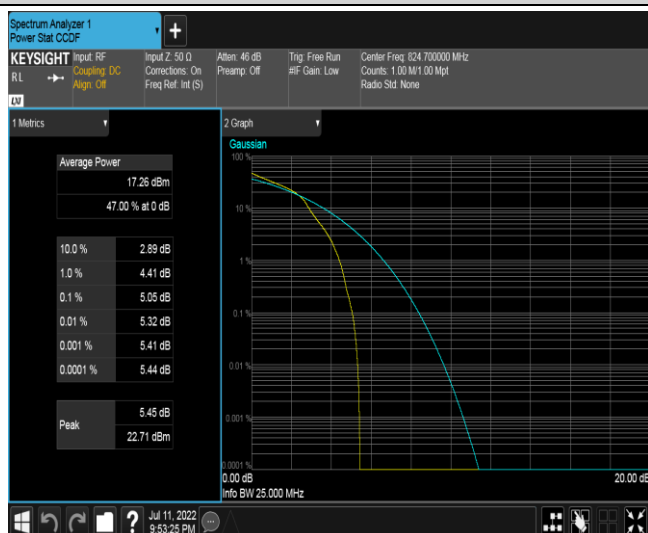 Spectrum Analyzer 1
Power Stat CCDF
KEYSIGHT
RL
LXI
Input: RF
Coupling: DC
Align: Off
Input Z: 50 Ω
Corrections: On
Freq Ref: Int (S)
Atten: 46 dB
Preamp: Off
Trig: Free Run
#IF Gain: Low
Center Freq: 824.700000 MHz
Counts: 1.00 M/1.00 Mpt
Radio Std: None
1 Metrics
Average Power
17.26 dBm
47.00 % at 0 dB
10.0 % 2.89 dB
1.0 % 4.41 dB
0.1 % 5.05 dB
0.01 % 5.32 dB
0.001 % 5.41 dB
0.0001 % 5.44 dB
Peak
5.45 dB
22.71 dBm
2 Graph
Gaussian
100 %
10 %
1 %
0.1 %
0.01 %
0.001 %
0.0001 %
0.00 dB 20.00 dB
Info BW 25.000 MHz
Jul 11, 2022
9:53:25 PM